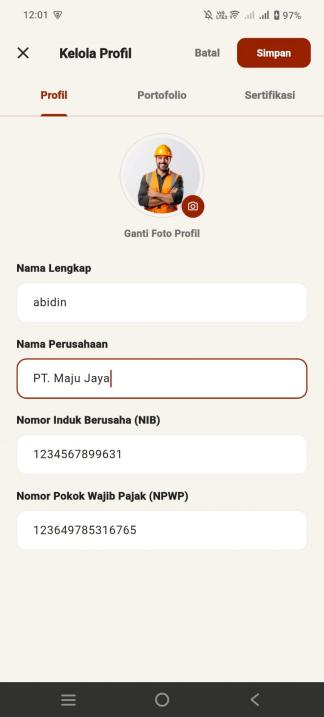 12:01 97%
Kelola Profil Batal Simpan
Profil Portofolio Sertifikasi
Ganti Foto Profil
Nama Lengkap
abidin
Nama Perusahaan
PT. Maju Jaya
Nomor Induk Berusaha (NIB)
1234567899631
Nomor Pokok Wajib Pajak (NPWP)
123649785316765